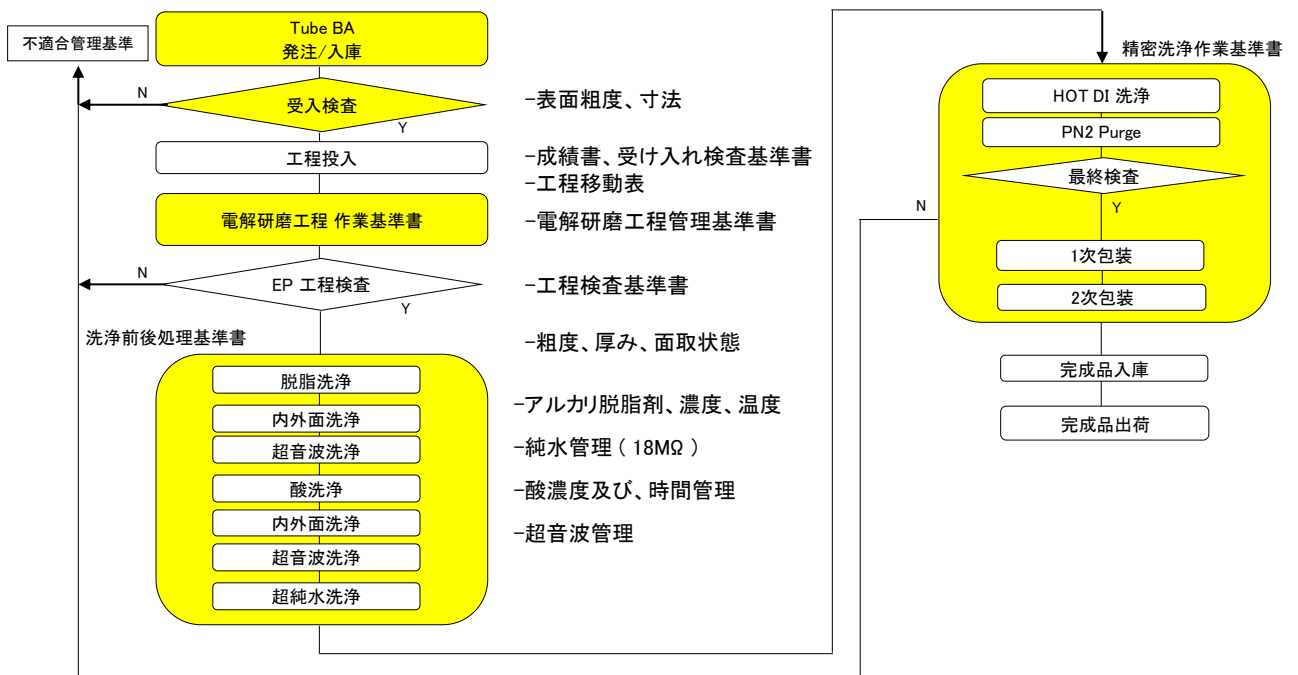 Tube BA
発注/入庫
不適合管理基準
N
受入検査
Y
-表面粗度、寸法
工程投入
-成績書、受け入れ検査基準書
-工程移動表
電解研磨工程 作業基準書
-電解研磨工程管理基準書
N
EP 工程検査
Y
-工程検査基準書
洗浄前後処理基準書
-粗度、厚み、面取状態
脱脂洗浄
-アルカリ脱脂剤、濃度、温度
内外面洗浄
超音波洗浄
-純水管理 ( 18MΩ )
酸洗浄
-酸濃度及び、時間管理
内外面洗浄
-超音波管理
超音波洗浄
超純水洗浄
精密洗浄作業基準書
HOT DI 洗浄
PN2 Purge
最終検査
N
Y
1次包装
2次包装
完成品入庫
完成品出荷